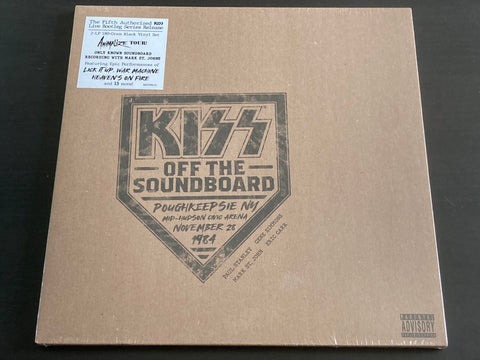 The Fifth Authorized KISS
Live Bootleg Series Release
2-LP 180-Gram Black Vinyl Set
ANIMALIZE TOUR
ONLY KNOWN SOUNDBOARD
RECORDING WITH MARK ST. JOHN!
Featuring Epic Performances of
LICK IT UP, WAR MACHINE
HEAVEN'S ON FIRE
and 13 more!
KISS
OFF THE
SOUNDBOARD
POUGHKEEPSIE NY
MID-HUDSON CIVIC ARENA
NOVEMBER 28
1984
PAUL STANLEY GENE SIMMONS
MARK ST. JOHN ERIC CARR
PARENTAL
ADVISORY
EXPLICIT CONTENT